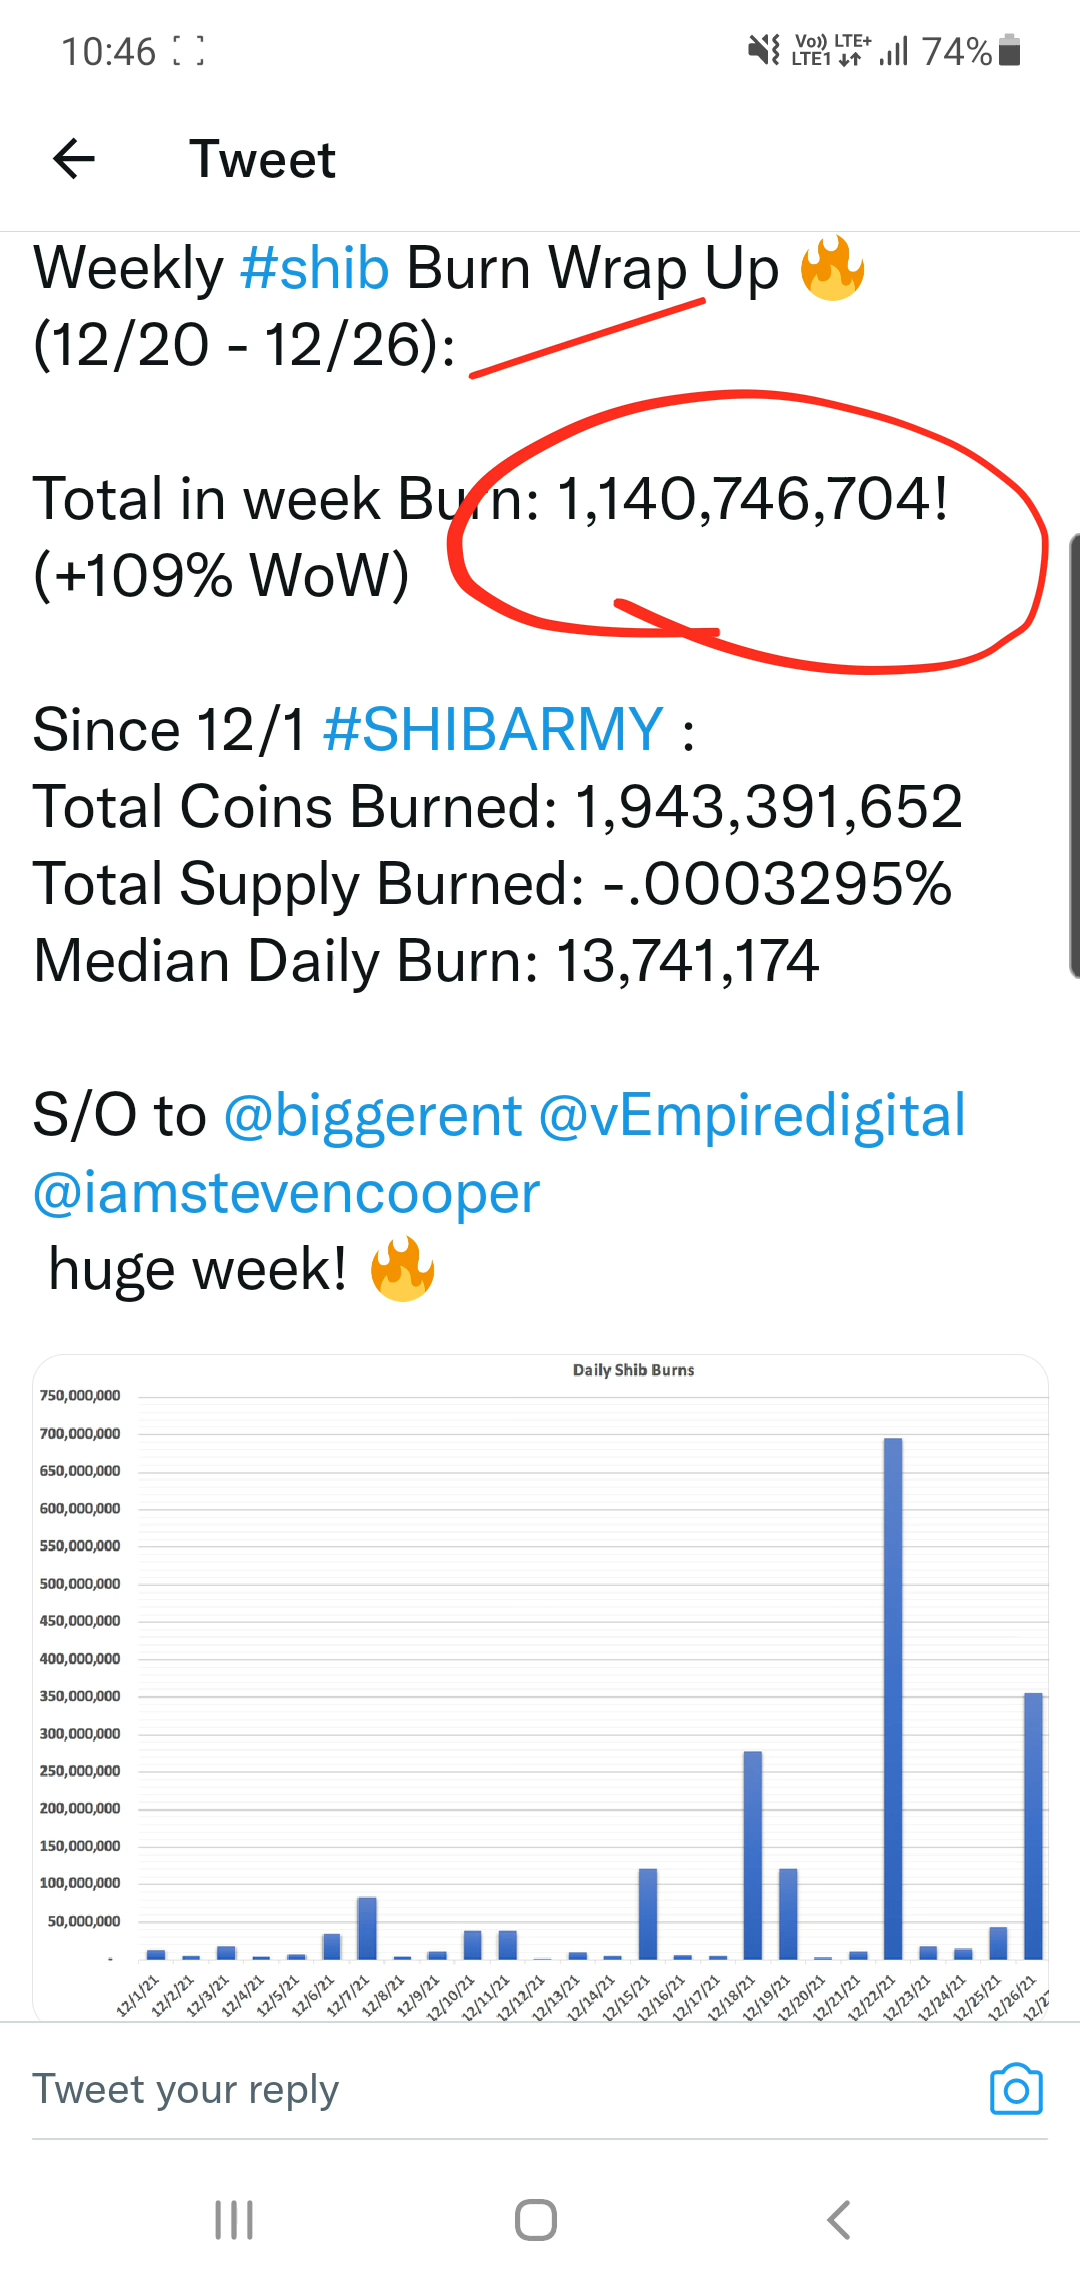 10:46
Vo)) LTE+
LTE1
74%
Tweet
Weekly #shib Burn Wrap Up 🔥
(12/20 - 12/26):
Total in week Burn: 1,140,746,704!
(+109% WoW)
Since 12/1 #SHIBARMY :
Total Coins Burned: 1,943,391,652
Total Supply Burned: -.0003295%
Median Daily Burn: 13,741,174
S/O to @biggerent @vEmpiredigital
@iamstevencooper
huge week! 🔥
Daily Shib Burns
750,000,000
700,000,000
650,000,000
600,000,000
550,000,000
500,000,000
450,000,000
400,000,000
350,000,000
300,000,000
250,000,000
200,000,000
150,000,000
100,000,000
50,000,000
-
12/1/21
12/2/21
12/3/21
12/4/21
12/5/21
12/6/21
12/7/21
12/8/21
12/9/21
12/10/21
12/11/21
12/12/21
12/13/21
12/14/21
12/15/21
12/16/21
12/17/21
12/18/21
12/19/21
12/20/21
12/21/21
12/22/21
12/23/21
12/24/21
12/25/21
12/26/21
Tweet your reply